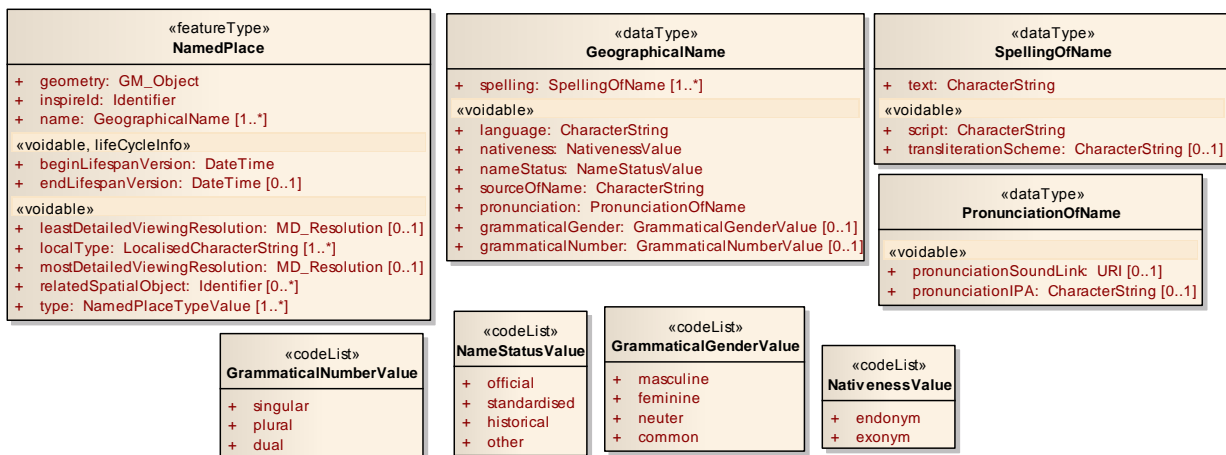 «featureType»
NamedPlace
+ geometry: GM_Object
+ inspireId: Identifier
+ name: GeographicalName [1..*]
«voidable, lifeCycleInfo»
+ beginLifespanVersion: DateTime
+ endLifespanVersion: DateTime [0..1]
«voidable»
+ leastDetailedViewingResolution: MD_Resolution [0..1]
+ localType: LocalisedCharacterString [1..*]
+ mostDetailedViewingResolution: MD_Resolution [0..1]
+ relatedSpatialObject: Identifier [0..*]
+ type: NamedPlaceTypeValue [1..*]
«dataType»
GeographicalName
+ spelling: SpellingOfName [1..*]
«voidable»
+ language: CharacterString
+ nativeness: NativenessValue
+ nameStatus: NameStatusValue
+ sourceOfName: CharacterString
+ pronunciation: PronunciationOfName
+ grammaticalGender: GrammaticalGenderValue [0..1]
+ grammaticalNumber: GrammaticalNumberValue [0..1]
«dataType»
SpellingOfName
+ text: CharacterString
«voidable»
+ script: CharacterString
+ transliterationScheme: CharacterString [0..1]
«dataType»
PronunciationOfName
«voidable»
+ pronunciationSoundLink: URI [0..1]
+ pronunciationIPA: CharacterString [0..1]
«codeList»
GrammaticalNumberValue
+ singular
+ plural
+ dual
«codeList»
NameStatusValue
+ official
+ standardised
+ historical
+ other
«codeList»
GrammaticalGenderValue
+ masculine
+ feminine
+ neuter
+ common
«codeList»
NativenessValue
+ endonym
+ exonym